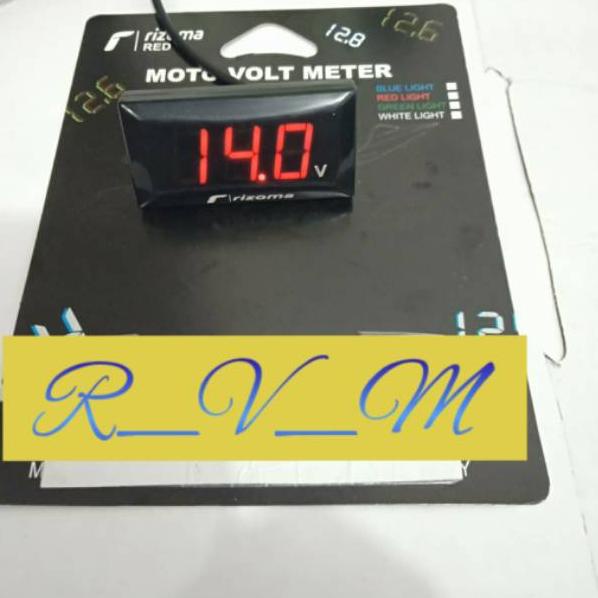 rizoma
RED
12.8
12.6
MOTO VOLT METER
12.6
BLUE LIGHT
RED LIGHT
GREEN LIGHT
WHITE LIGHT
14.0 V
rizoma
12
R_V_M
M
Y